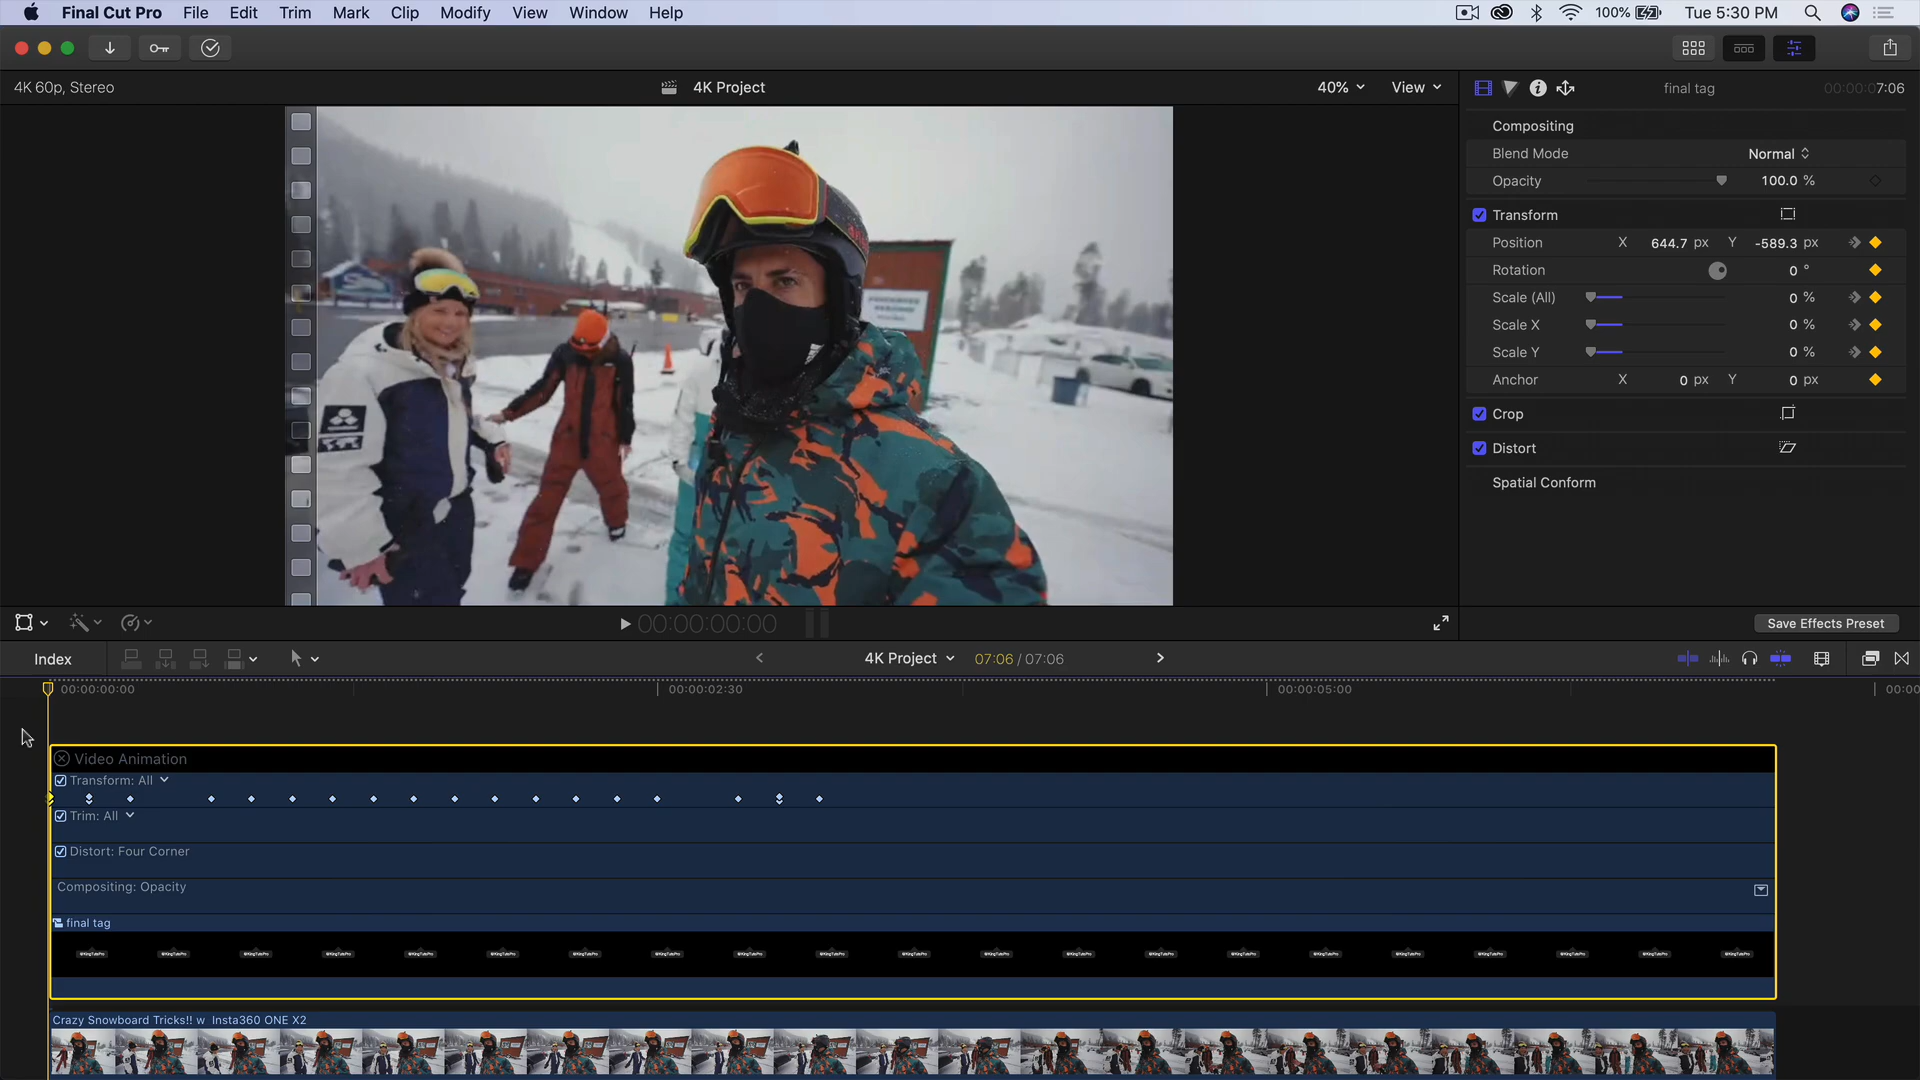 Final Cut Pro File Edit Trim Mark Clip Modify View Window Help 100% Tue 5:30 PM
4K 60p, Stereo 4K Project 40% View final tag 00:00:07:06
Compositing
Blend Mode Normal
Opacity 100.0 %
Transform
Position X 644.7 px Y -589.3 px
Rotation 0 °
Scale (All) 0 %
Scale X 0 %
Scale Y 0 %
Anchor X 0 px Y 0 px
Crop
Distort
Spatial Conform
00:00:00:00 Save Effects Preset
Index 4K Project 07:06 / 07:06
00:00:00:00 00:00:02:30 00:00:05:00 00:00
Video Animation
Transform: All
Trim: All
Distort: Four Corner
Compositing: Opacity
final tag
Crazy Snowboard Tricks!! w Insta360 ONE X2